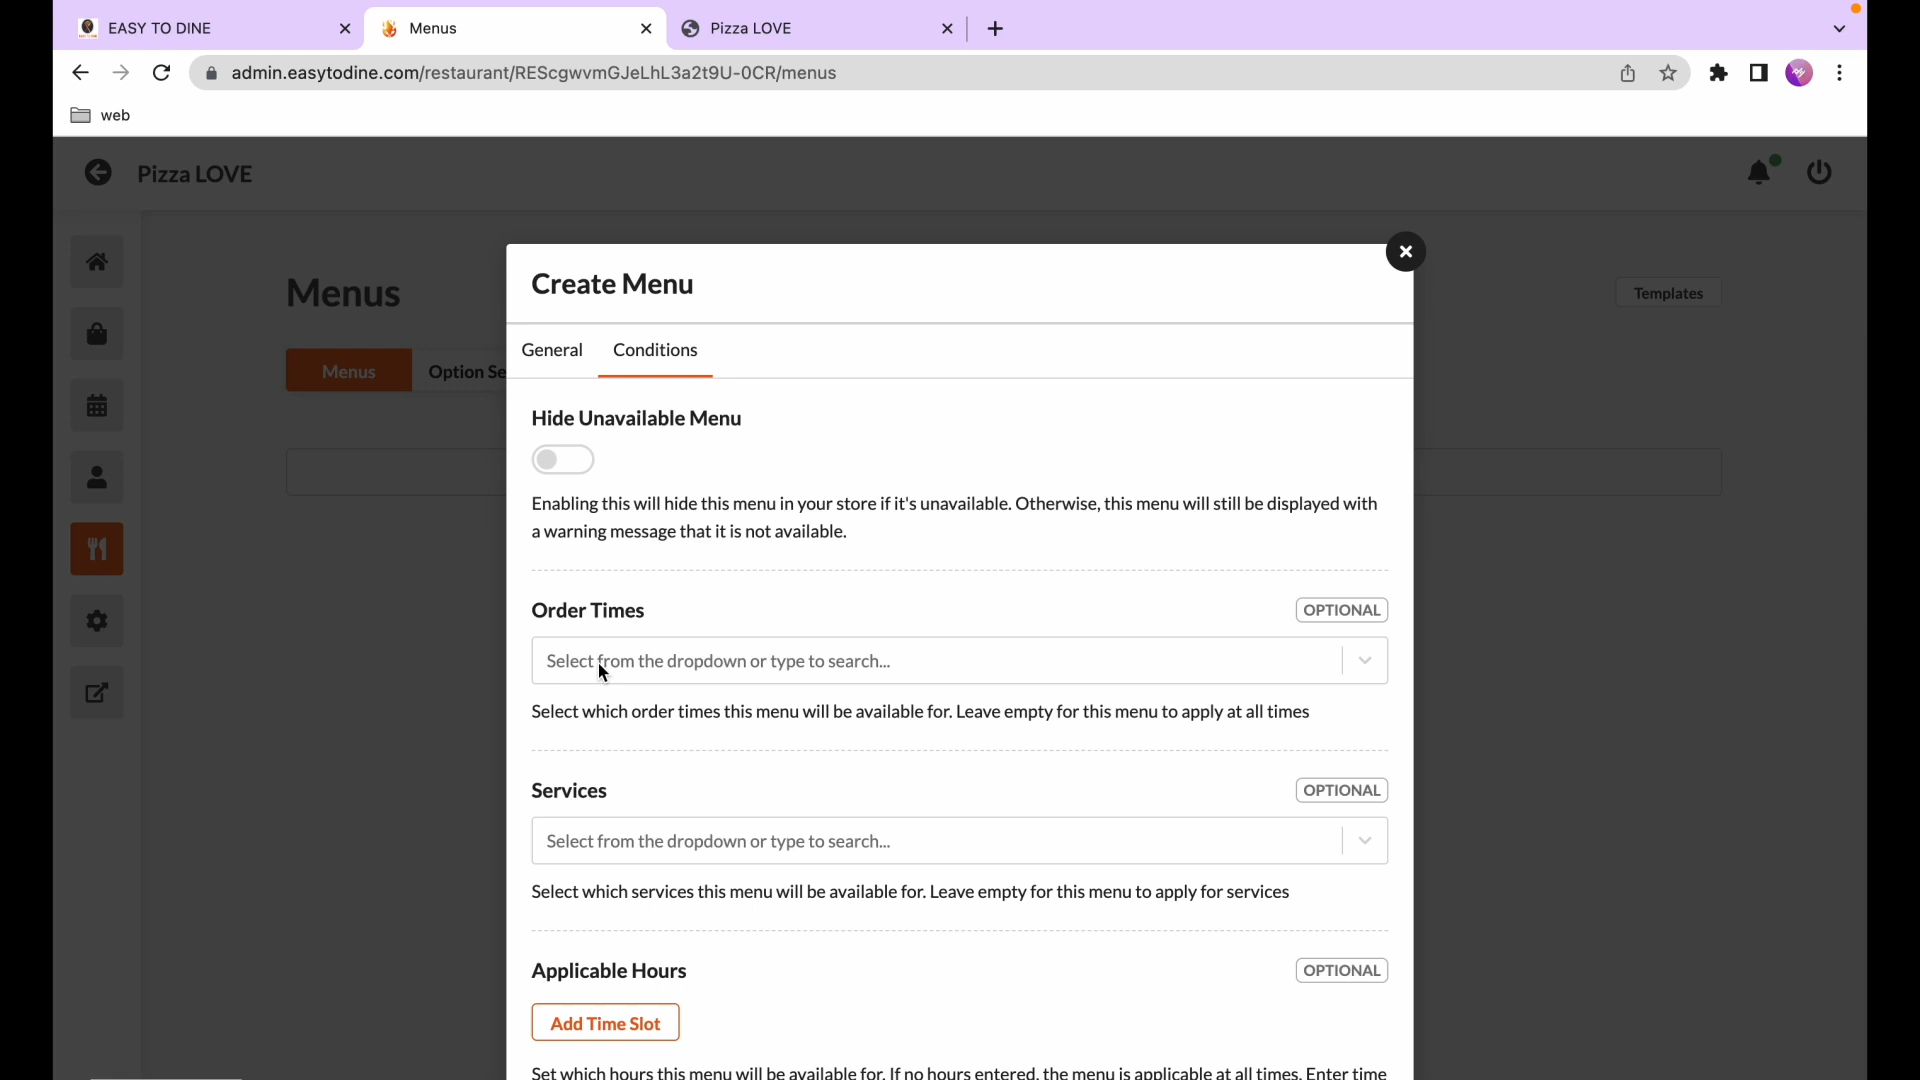 EASY TO DINE
Menus
Pizza LOVE
admin.easytodine.com/restaurant/REScgwvmGJeLhL3a2t9U-0CR/menus
web
Pizza LOVE
Menus
Templates
Menus
Option Se
Create Menu
General
Conditions
Hide Unavailable Menu
Enabling this will hide this menu in your store if it's unavailable. Otherwise, this menu will still be displayed with
a warning message that it is not available.
Order Times
OPTIONAL
Select from the dropdown or type to search...
Select which order times this menu will be available for. Leave empty for this menu to apply at all times
Services
OPTIONAL
Select from the dropdown or type to search...
Select which services this menu will be available for. Leave empty for this menu to apply for services
Applicable Hours
OPTIONAL
Add Time Slot
Set which hours this menu will be available for. If no hours entered, the menu is applicable at all times. Enter time